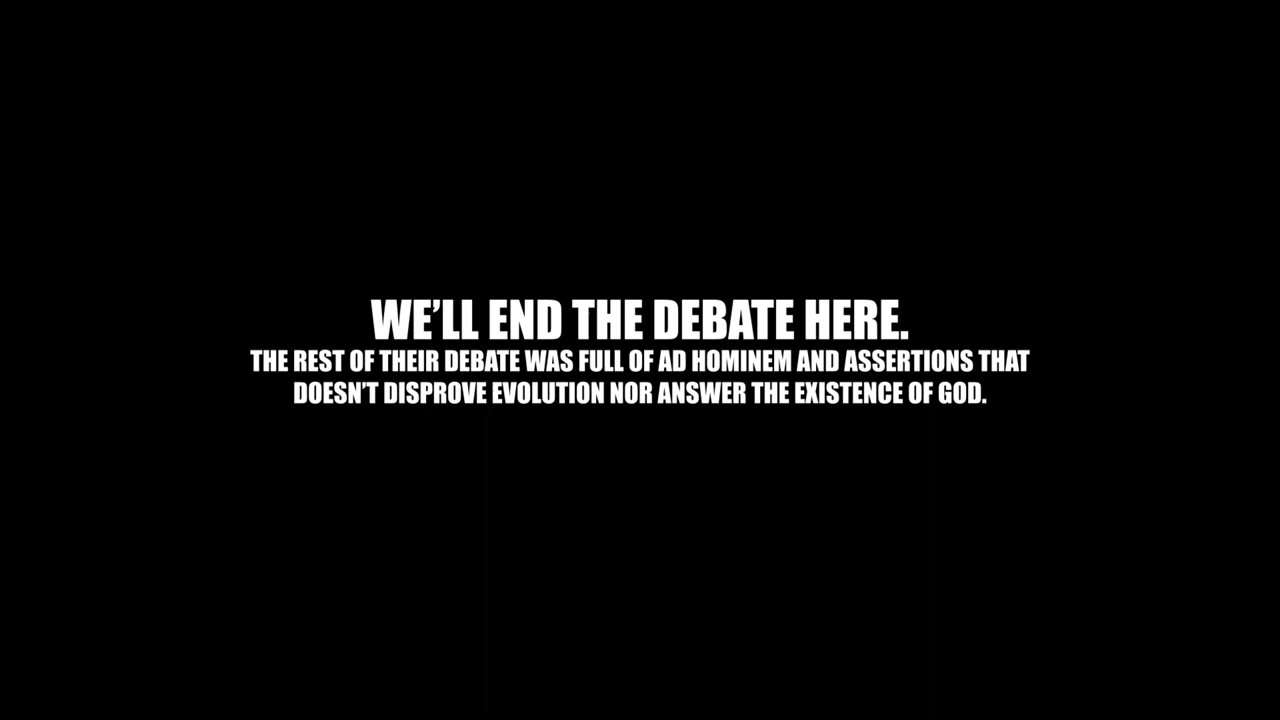 WE’LL END THE DEBATE HERE.
THE REST OF THEIR DEBATE WAS FULL OF AD HOMINEM AND ASSERTIONS THAT
DOESN’T DISPROVE EVOLUTION NOR ANSWER THE EXISTENCE OF GOD.